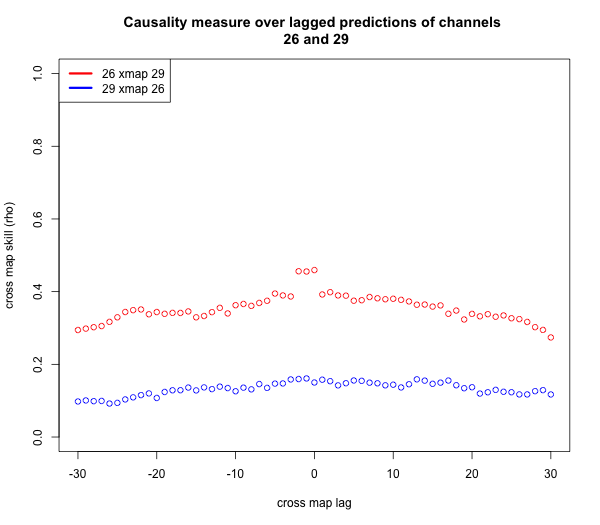 Causality measure over lagged predictions of channels
26 and 29
26 xmap 29
29 xmap 26
cross map skill (rho)
1.0
0.8
0.6
0.4
0.2
0.0
-30 -20 -10 0 10 20 30
cross map lag